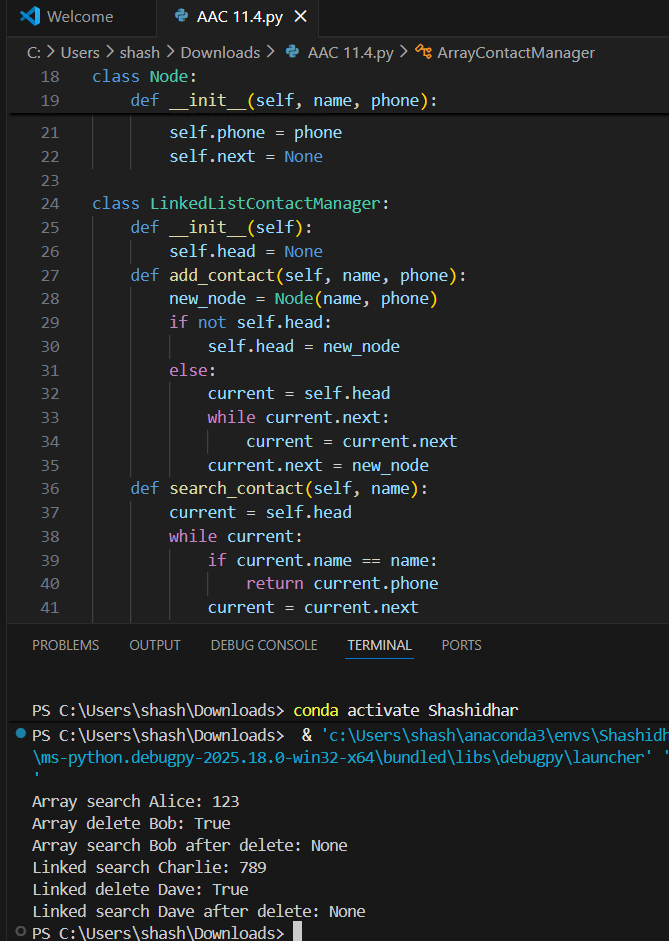 Welcome
AAC 11.4.py
C: > Users > shash > Downloads > AAC 11.4.py > ArrayContactManager
18 class Node:
19     def __init__(self, name, phone):
21         self.phone = phone
22         self.next = None
23
24 class LinkedListContactManager:
25     def __init__(self):
26         self.head = None
27     def add_contact(self, name, phone):
28         new_node = Node(name, phone)
29         if not self.head:
30             self.head = new_node
31         else:
32             current = self.head
33             while current.next:
34                 current = current.next
35             current.next = new_node
36     def search_contact(self, name):
37         current = self.head
38         while current:
39             if current.name == name:
40                 return current.phone
41             current = current.next
PROBLEMS OUTPUT DEBUG CONSOLE TERMINAL PORTS
PS C:\Users\shash\Downloads> conda activate Shashidhar
PS C:\Users\shash\Downloads>  & 'c:\Users\shash\anaconda3\envs\Shashidh
\ms-python.debugpy-2025.18.0-win32-x64\bundled\libs\debugpy\launcher' '
'
Array search Alice: 123
Array delete Bob: True
Array search Bob after delete: None
Linked search Charlie: 789
Linked delete Dave: True
Linked search Dave after delete: None
PS C:\Users\shash\Downloads>